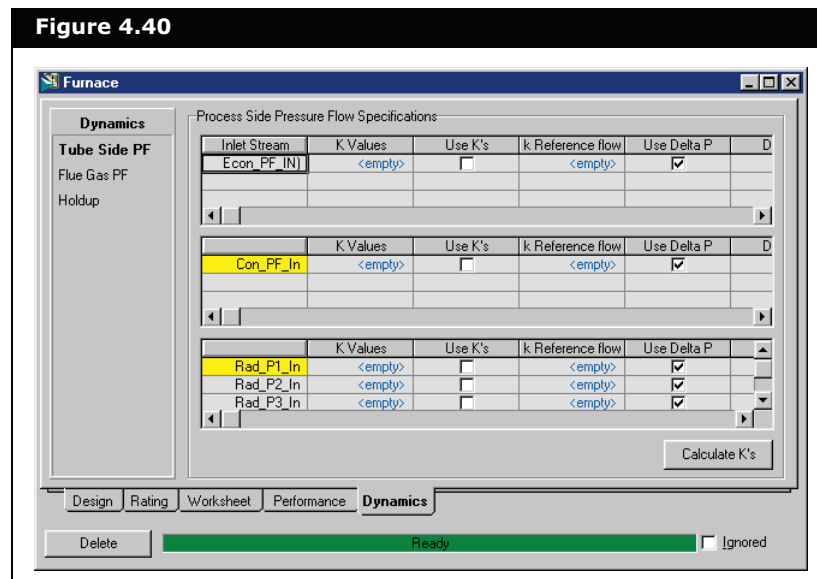 Figure 4.40
Furnace
Dynamics
Tube Side PF
Flue Gas PF
Holdup
Process Side Pressure Flow Specifications
Inlet Stream K Values Use K's k Reference flow Use Delta P D
Econ_PF_IN) <empty> <empty>
K Values Use K's k Reference flow Use Delta P D
Con_PF_In <empty> <empty>
K Values Use K's k Reference flow Use Delta P
Rad_P1_In <empty> <empty>
Rad_P2_In <empty> <empty>
Rad_P3_In <empty> <empty>
Calculate K's
Design Rating Worksheet Performance Dynamics
Delete Ready Ignored